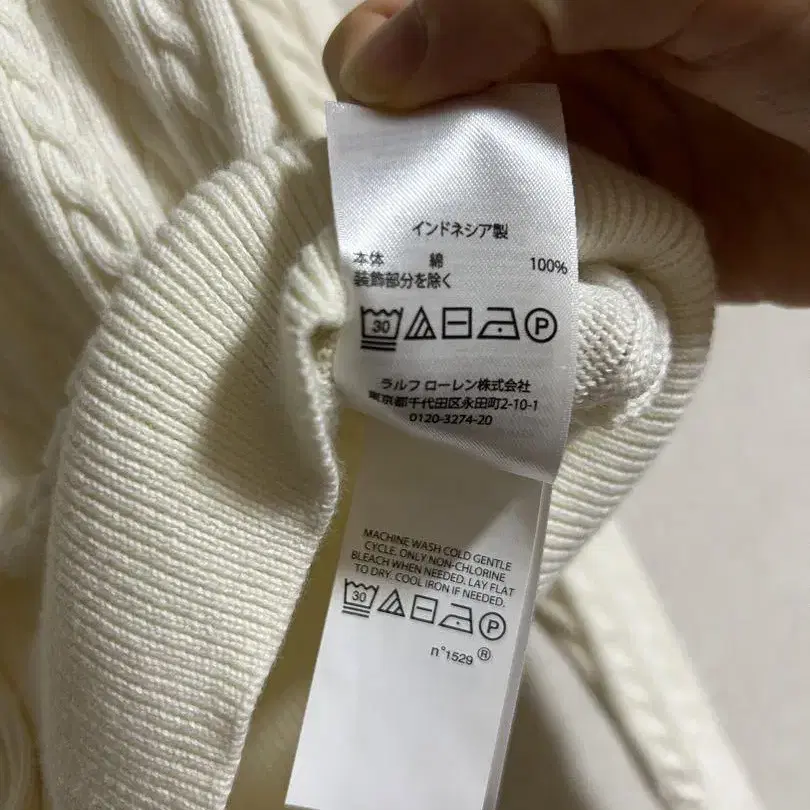 インドネシア製
本体 綿 100%
装飾部分を除く
30 P
ラルフ ローレン株式会社
東京都千代田区永田町2-10-1
0120-3274-20
MACHINE WASH COLD GENTLE
CYCLE. ONLY NON-CHLORINE
BLEACH WHEN NEEDED. LAY FLAT
TO DRY. COOL IRON IF NEEDED.
30 P
n°1529 ®